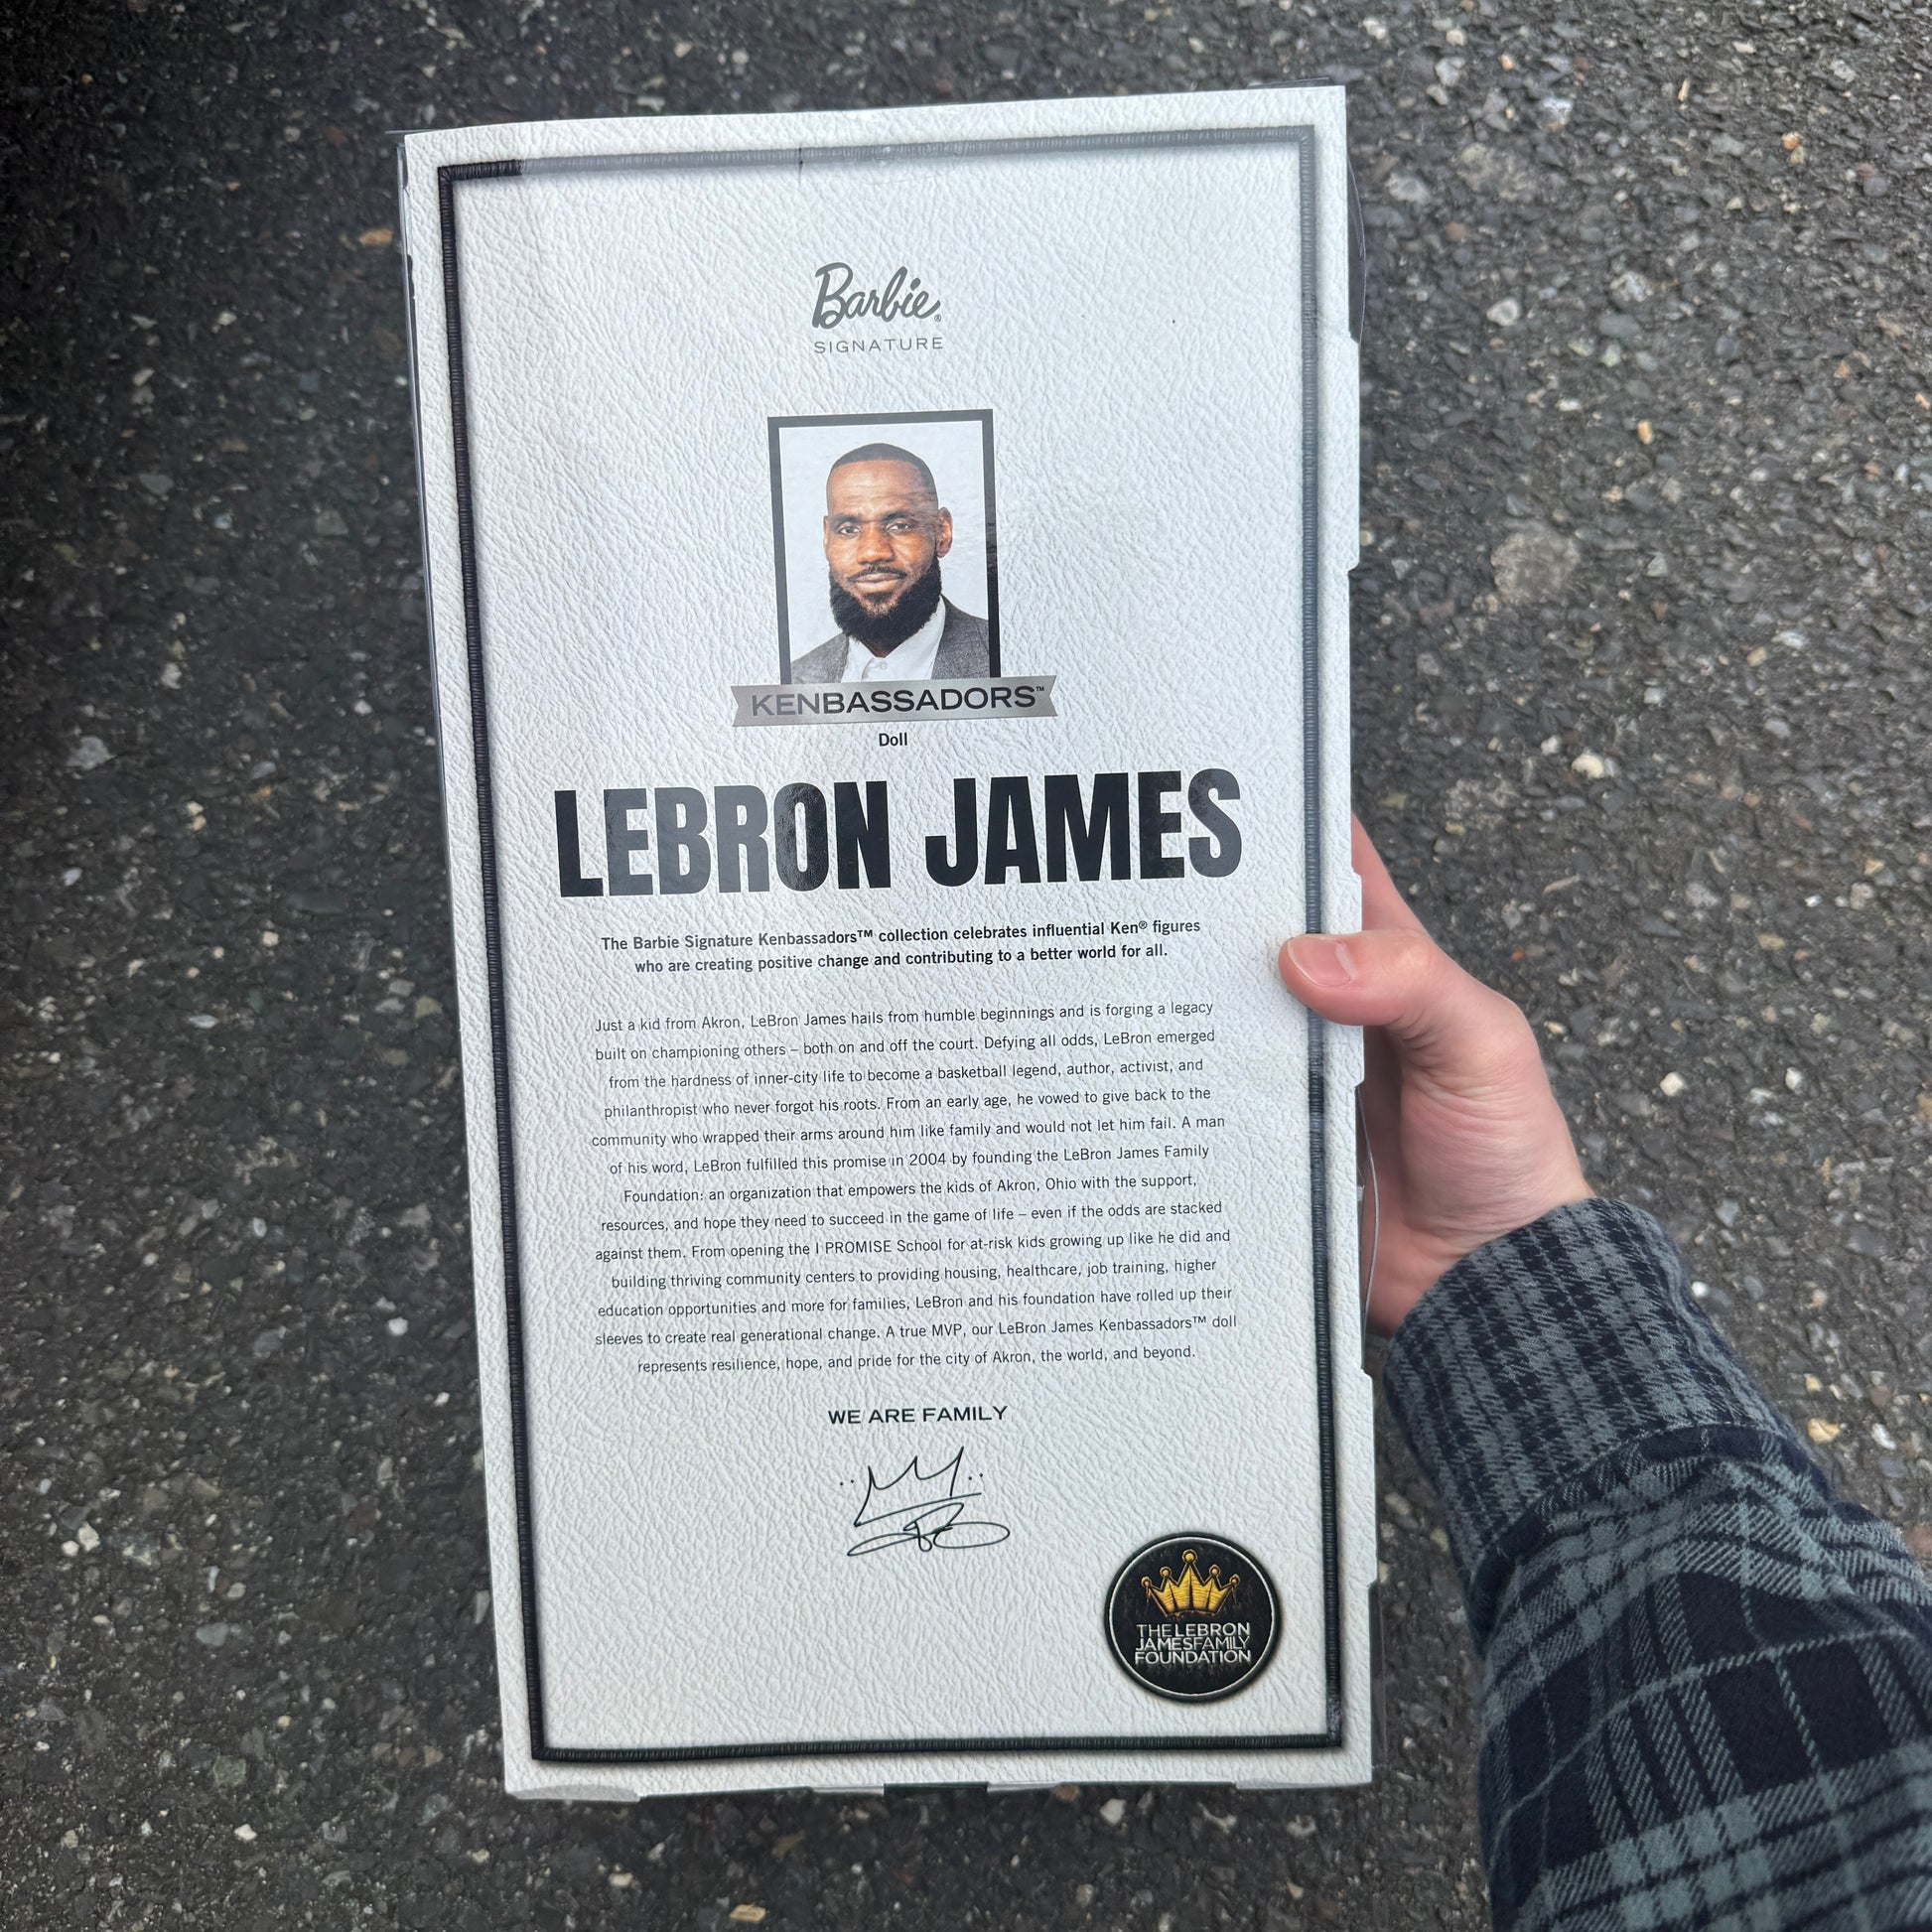 Barbie®
SIGNATURE
KENBASSADORS™
Doll
LEBRON JAMES
The Barbie Signature Kenbassadors™ collection celebrates influential Ken® figures
who are creating positive change and contributing to a better world for all.
Just a kid from Akron, LeBron James hails from humble beginnings and is forging a legacy
built on championing others – both on and off the court. Defying all odds, LeBron emerged
from the hardness of inner-city life to become a basketball legend, author, activist, and
philanthropist who never forgot his roots. From an early age, he vowed to give back to the
community who wrapped their arms around him like family and would not let him fail. A man
of his word, LeBron fulfilled this promise in 2004 by founding the LeBron James Family
Foundation: an organization that empowers the kids of Akron, Ohio with the support,
resources, and hope they need to succeed in the game of life – even if the odds are stacked
against them. From opening the I PROMISE School for at-risk kids growing up like he did and
building thriving community centers to providing housing, healthcare, job training, higher
education opportunities and more for families, LeBron and his foundation have rolled up their
sleeves to create real generational change. A true MVP, our LeBron James Kenbassadors™ doll
represents resilience, hope, and pride for the city of Akron, the world, and beyond.
WE ARE FAMILY
THE LEBRON
JAMES FAMILY
FOUNDATION